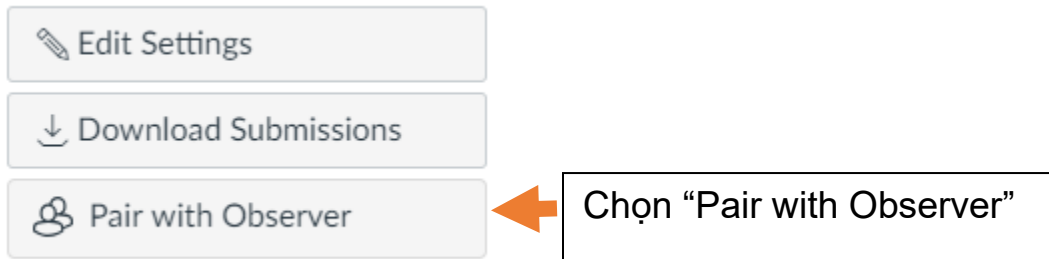 Edit Settings
Download Submissions
Pair with Observer
Chọn “Pair with Observer”